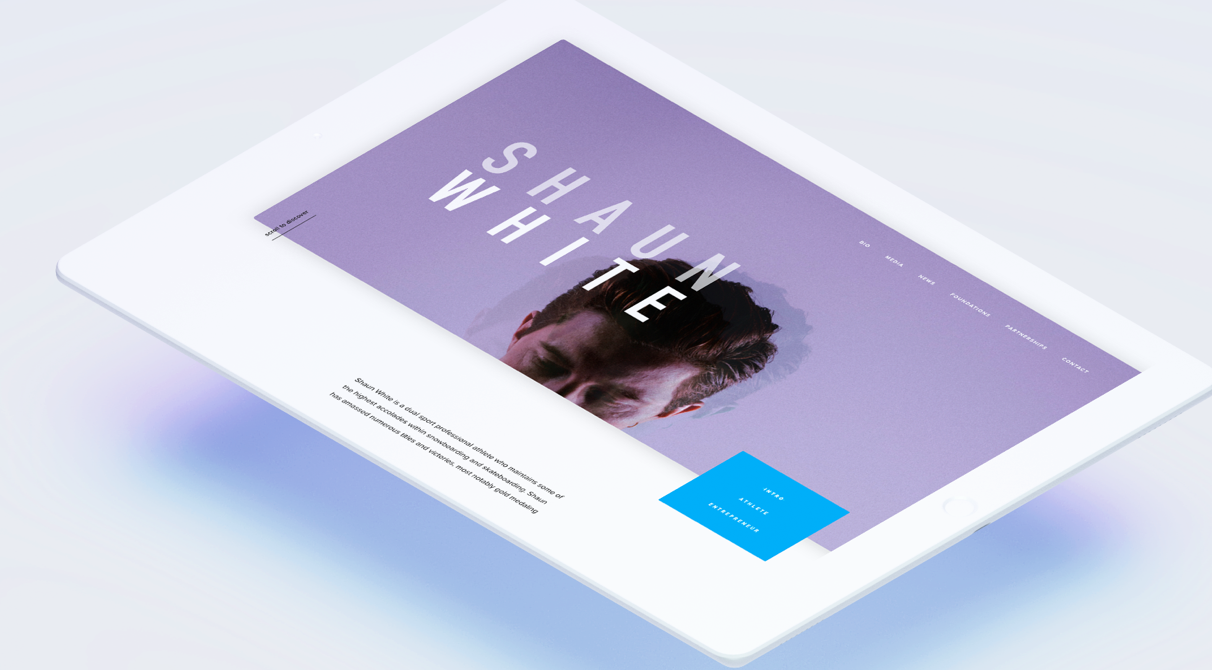 SHAUN
WHITE
BIO
MEDIA
NEWS
FOUNDATIONS
PARTNERSHIPS
CONTACT
scroll to discover
Shaun White is a dual sport professional athlete who maintains some of
the highest accolades within snowboarding and skateboarding. Shaun
has amassed numerous titles and victories, most notably gold medaling
INTRO
ATHLETE
ENTREPRENEUR